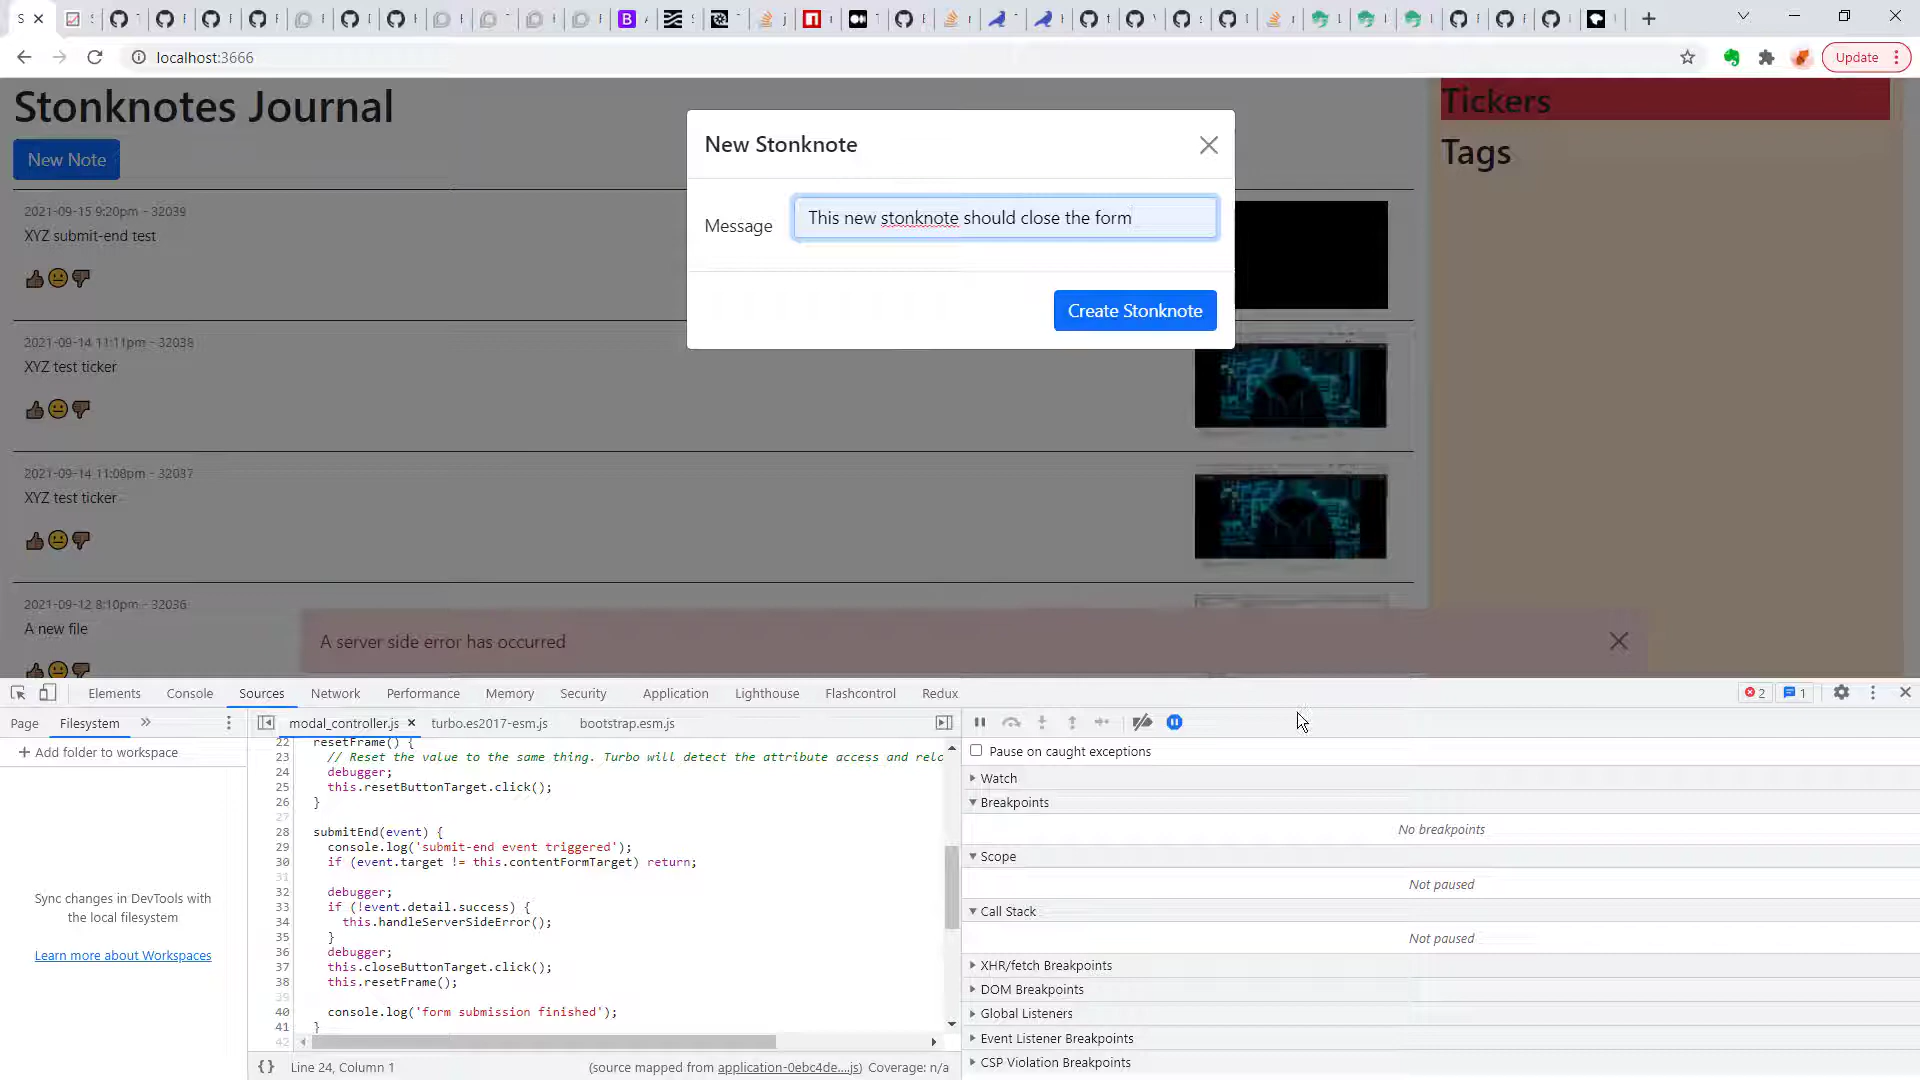 localhost:3666
Update
Stonknotes Journal
New Note
2021-09-15 9:20pm - 32039
XYZ submit-end test
2021-09-14 11:11pm - 32038
XYZ test ticker
2021-09-14 11:08pm - 32037
XYZ test ticker
2021-09-12 8:10pm - 32036
A new file
New Stonknote
Message
This new stonknote should close the form
Create Stonknote
Tickers
Tags
A server side error has occurred
Elements Console Sources Network Performance Memory Security Application Lighthouse Flashcontrol Redux
2 1
Page Filesystem »
modal_controller.js × turbo.es2017-esm.js bootstrap.esm.js
+ Add folder to workspace
Sync changes in DevTools with
the local filesystem
Learn more about Workspaces
22 resetFrame() {
23 // Reset the value to the same thing. Turbo will detect the attribute access and relo
24 debugger;
25 this.resetButtonTarget.click();
26 }
27
28 submitEnd(event) {
29 console.log('submit-end event triggered');
30 if (event.target != this.contentFormTarget) return;
31
32 debugger;
33 if (!event.detail.success) {
34 this.handleServerSideError();
35 }
36 debugger;
37 this.closeButtonTarget.click();
38 this.resetFrame();
39
40 console.log('form submission finished');
41 }
42
{} Line 24, Column 1
(source mapped from application-0ebc4de....js) Coverage: n/a
Pause on caught exceptions
Watch
Breakpoints
No breakpoints
Scope
Not paused
Call Stack
Not paused
XHR/fetch Breakpoints
DOM Breakpoints
Global Listeners
Event Listener Breakpoints
CSP Violation Breakpoints